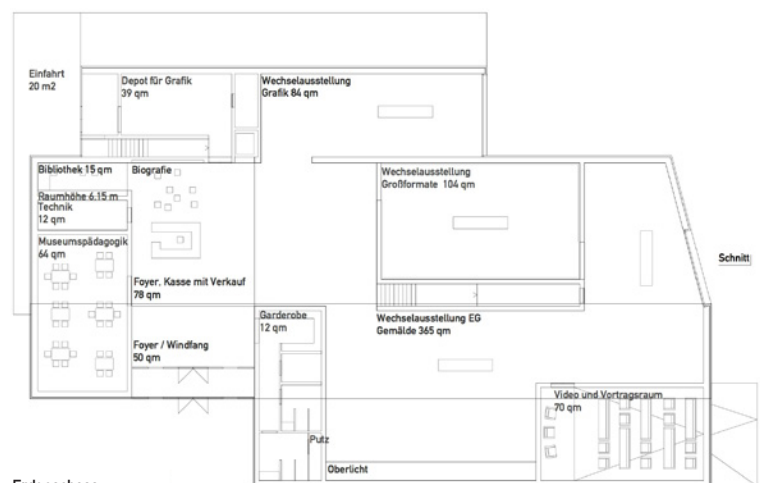 Einfahrt
20 m2
Depot für Grafik
39 qm
Wechselausstellung
Grafik 84 qm
Bibliothek 15 qm
Biografie
Raumhöhe 6.15 m
Technik
12 qm
Museumspädagogik
64 qm
Wechselausstellung
Großformate 104 qm
Schnitt
Foyer, Kasse mit Verkauf
78 qm
Garderobe
12 qm
Wechselausstellung EG
Gemälde 365 qm
Foyer / Windfang
50 qm
Video und Vortragsraum
70 qm
Putz
Oberlicht